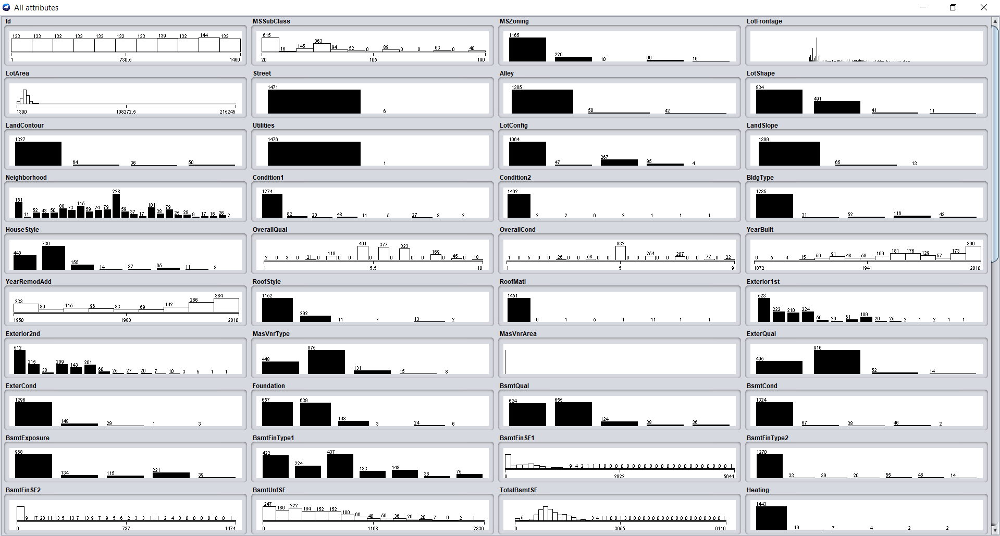 All attributes
Id MSSubClass MSZoning LotFrontage
133 133 132 133 133 132 133 139 132 144 133
1 730.5 1460
615 16 145 363 94 52 0 89 0 0 63 0 40
20 105 190
1165 220 10 66 16
LotArea Street Alley LotShape
1300 108272.5 215245
1471 6
1385 50 42
934 491 41 11
LandContour Utilities LotConfig LandSlope
1327 64 36 50
1476 1
1064 47 267 95 4
1399 65 13
Neighborhood Condition1 Condition2 BldgType
151 11 52 43 50 88 73 115 59 74 79 228 59 37 17 101 38 79 25 28 9 17 16 26 2
1274 82 20 48 11 5 27 8 2
1462 2 2 6 2 1 1 1
1235 31 52 116 43
HouseStyle OverallQual OverallCond YearBuilt
448 739 155 14 37 65 11 8
2 0 3 0 21 0 118 0 0 401 0 377 0 323 0 0 169 0 45 0 18
1 5.5 10
1 0 5 0 0 26 0 0 58 0 0 832 0 0 254 0 0 207 0 0 72 0 22
1 5 9
6 5 4 15 56 91 48 58 109 181 176 129 57 173 369
1872 1941 2010
YearRemodAdd RoofStyle RoofMatl Exterior1st
233 89 115 96 83 69 142 266 384
1950 1980 2010
1152 292 11 7 13 2
1451 6 1 5 1 11 1 1
523 222 210 224 50 26 61 109 20 25 2 1 2 1 1
Exterior2nd MasVnrType MasVnrArea ExterQual
512 215 38 209 143 201 60 25 27 20 7 10 3 5 1 1
448 875 131 15 8
495 916 52 14
ExterCond Foundation BsmtQual BsmtCond
1296 148 29 1 3
657 639 148 3 24 6
624 655 124 38 36
1324 67 38 46 2
BsmtExposure BsmtFinType1 BsmtFinSF1 BsmtFinType2
968 134 115 221 39
422 224 437 133 148 38 75
9 4 2 1 1 1 0 0 0 0 0 0 0 0 0 0 0 0 0 0 0 0 0 0 0 0 1
0 2822 5644
1270 33 39 20 55 46 14
BsmtFinSF2 BsmtUnfSF TotalBsmtSF Heating
9 17 20 11 13 5 13 7 13 9 7 9 5 6 2 3 3 1 1 2 4 3 0 0 0 0 0 0 1
0 737 1474
247 186 222 164 152 152 100 66 40 50 36 26 20 7 6 2 1
0 1168 2336
5 3 4 1 1 0 0 1 3 0 0 0 0 0 0 0 0 0 0 0 0 0 0 0 0 0 1
0 3055 6110
1443 19 7 4 2 2